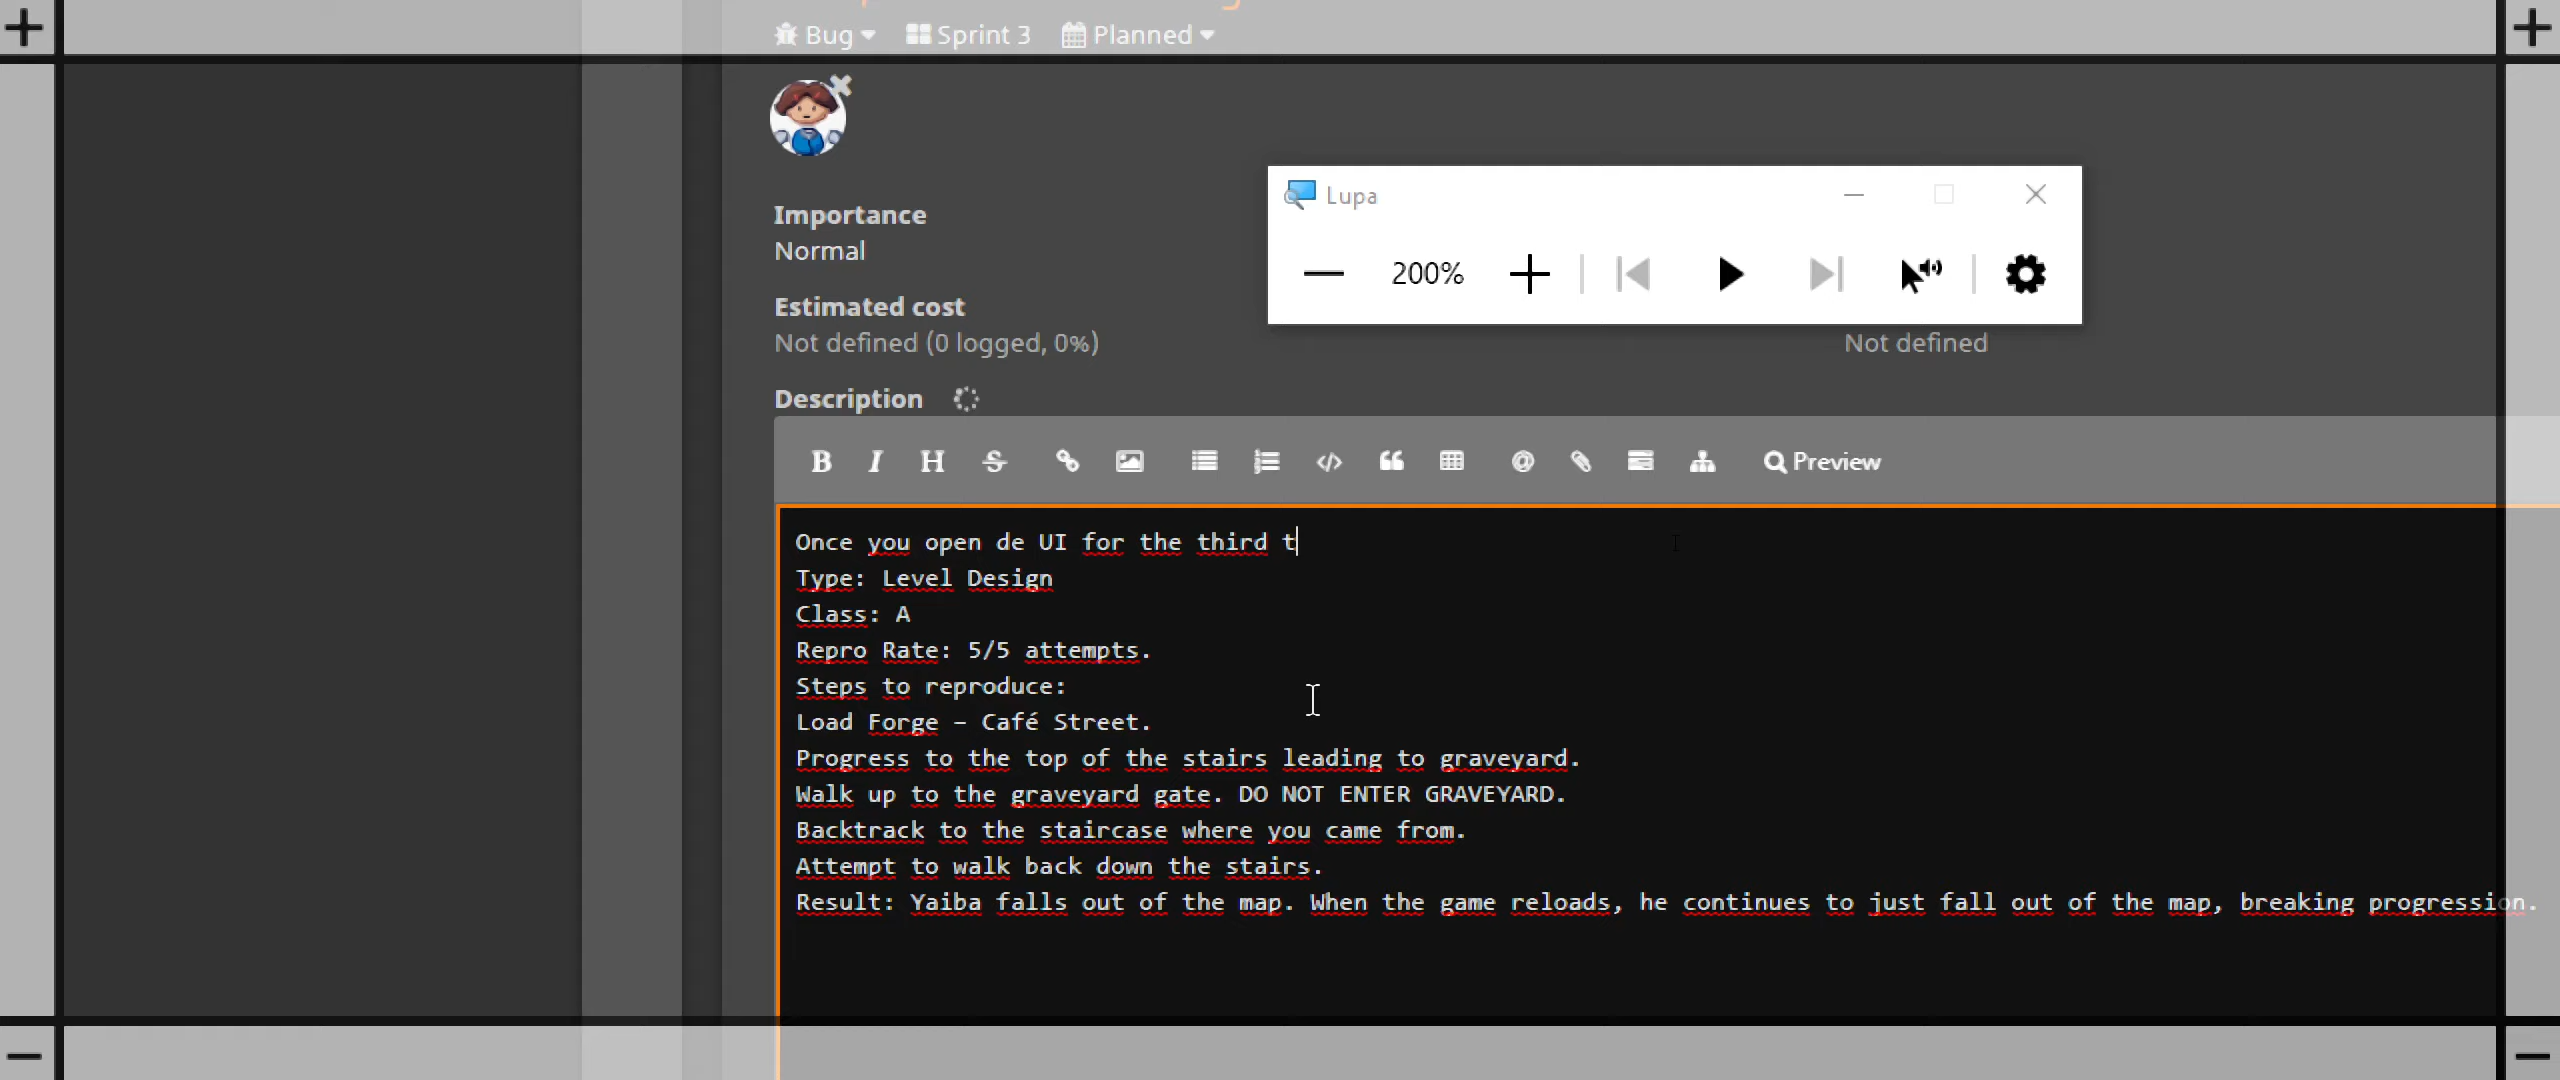 Bug Sprint 3 Planned
Lupa
200%
Importance
Normal
Estimated cost
Not defined (0 logged, 0%)
Not defined
Description
B I H S Preview
Once you open de UI for the third t
Type: Level Design
Class: A
Repro Rate: 5/5 attempts.
Steps to reproduce:
Load Forge – Café Street.
Progress to the top of the stairs leading to graveyard.
Walk up to the graveyard gate. DO NOT ENTER GRAVEYARD.
Backtrack to the staircase where you came from.
Attempt to walk back down the stairs.
Result: Yaiba falls out of the map. When the game reloads, he continues to just fall out of the map, breaking progression.